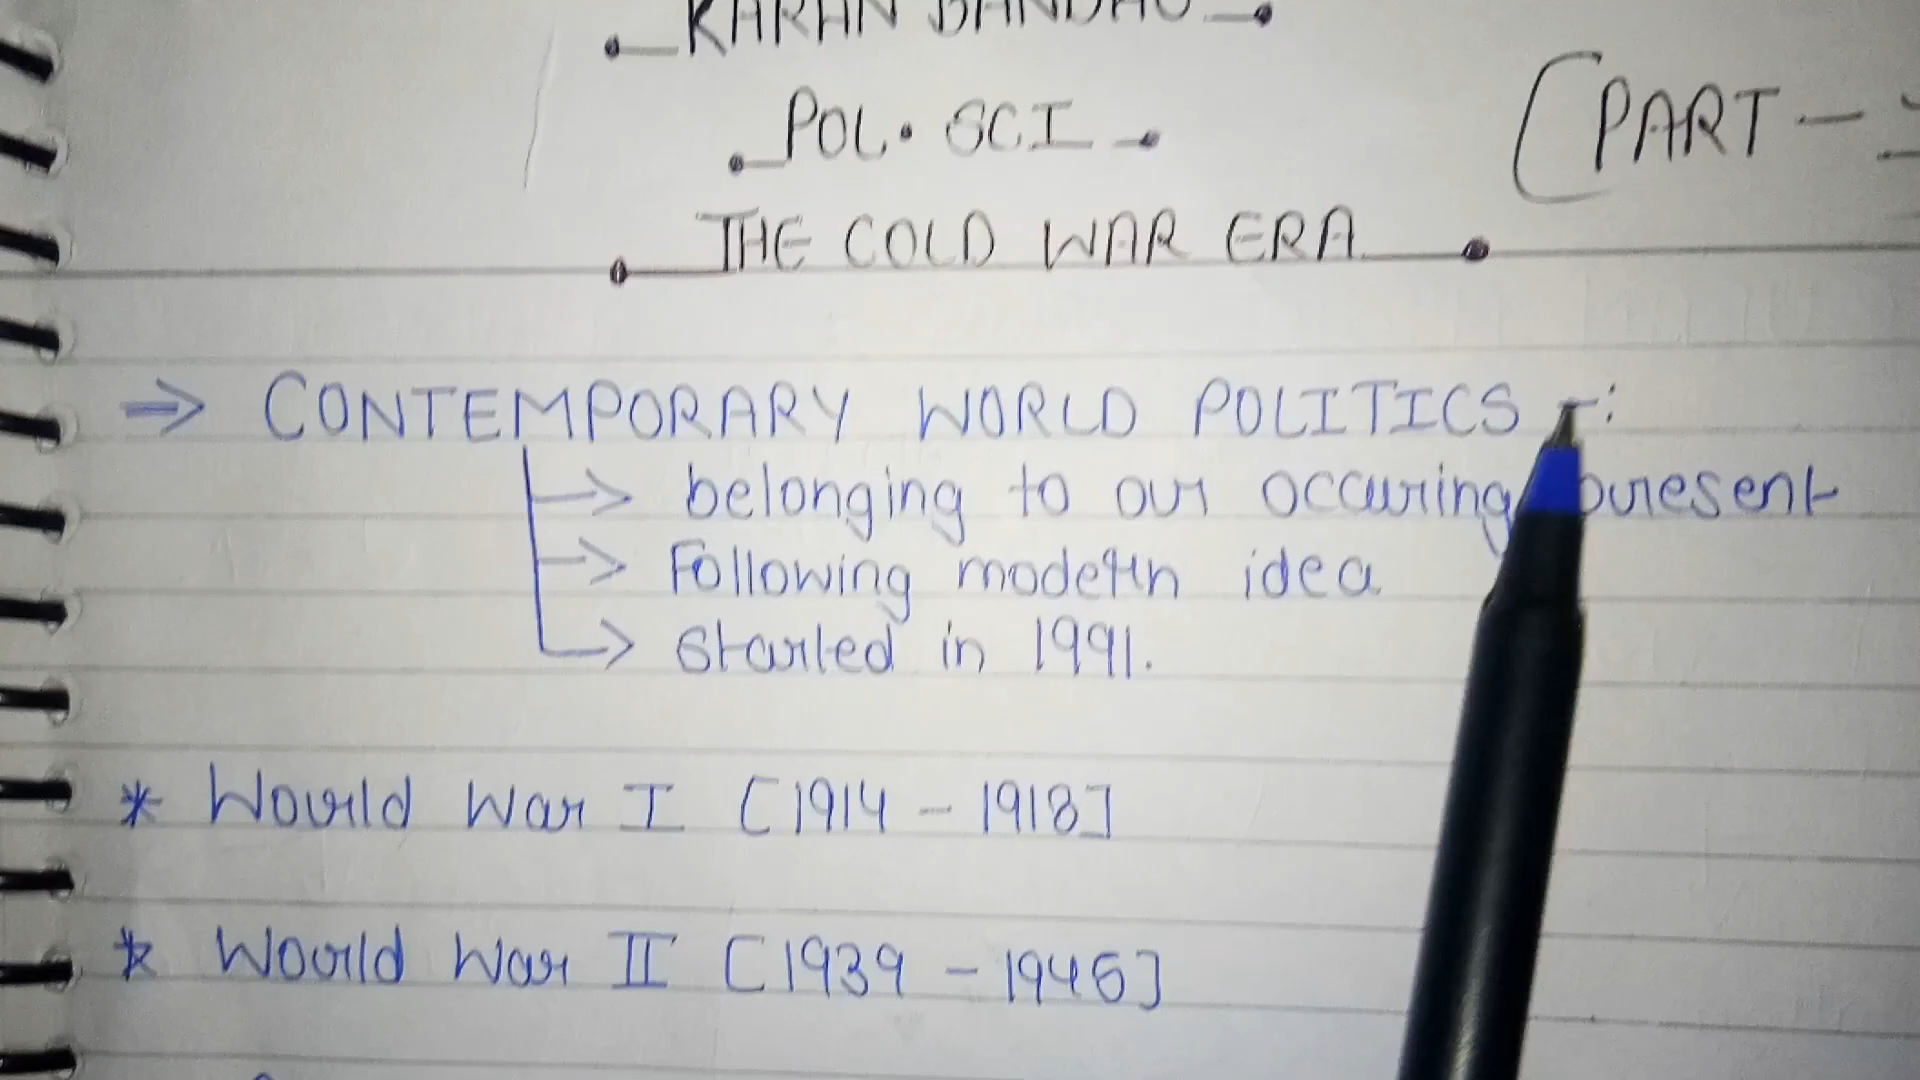 KARAN
POL. SCI
(PART -
THE COLD WAR ERA
⇒ CONTEMPORARY WORLD POLITICS -:
→ belonging to our occuring present
→ Following modern idea
→ Started in 1991.
* World War I [1914 - 1918]
* World War II [1939 - 1945]